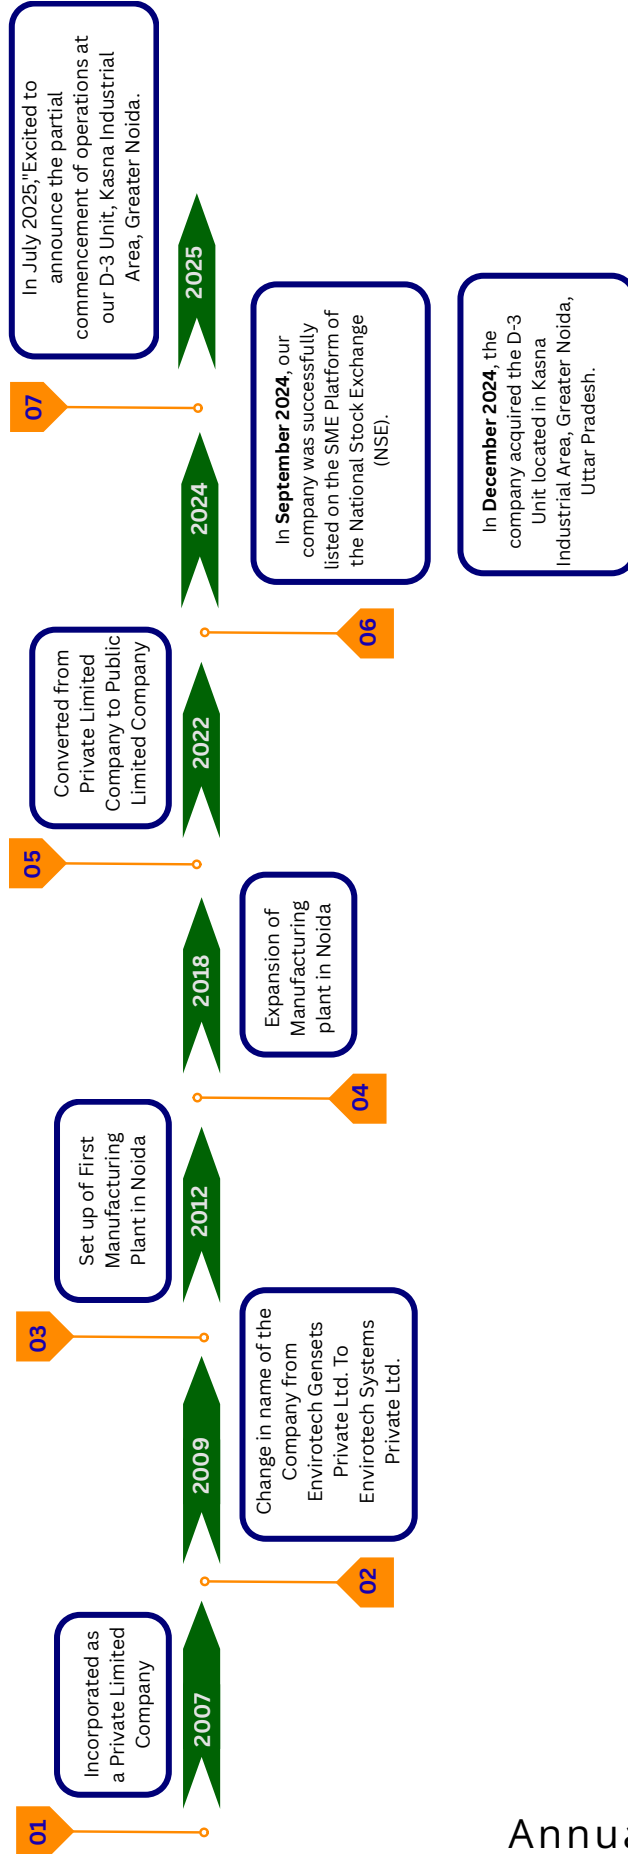 01
Incorporated as
a Private Limited
Company
2007
02
Change in name of the
Company from
Envirotech Gensets
Private Ltd. To
Envirotech Systems
Private Ltd.
2009
03
Set up of First
Manufacturing
Plant in Noida
2012
04
Expansion of
Manufacturing
plant in Noida
2018
05
Converted from
Private Limited
Company to Public
Limited Company
2022
06
In September 2024, our
company was successfully
listed on the SME Platform of
the National Stock Exchange
(NSE).
In December 2024, the
company acquired the D-3
Unit located in Kasna
Industrial Area, Greater Noida,
Uttar Pradesh.
2024
07
In July 2025,"Excited to
announce the partial
commencement of operations at
our D-3 Unit, Kasna Industrial
Area, Greater Noida.
2025